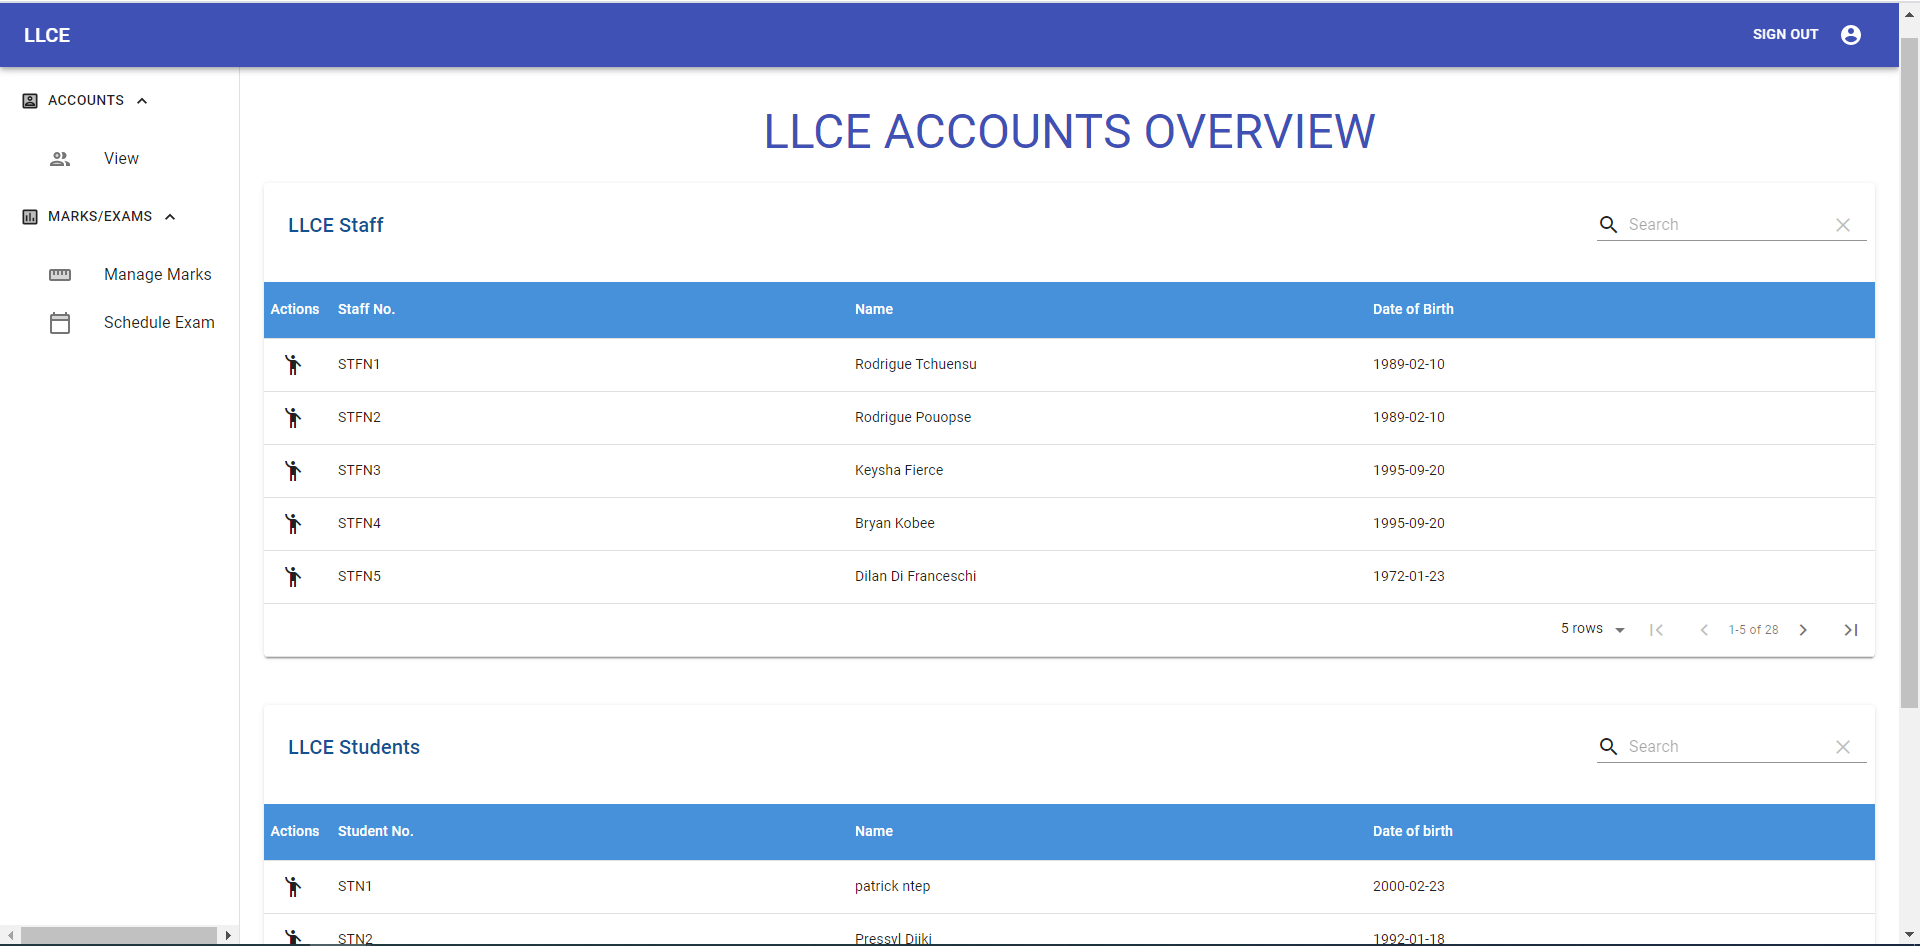 LLCE SIGN OUT
ACCOUNTS
View
MARKS/EXAMS
Manage Marks
Schedule Exam
LLCE ACCOUNTS OVERVIEW
LLCE Staff Search
Actions Staff No. Name Date of Birth
STFN1 Rodrigue Tchuensu 1989-02-10
STFN2 Rodrigue Pouopse 1989-02-10
STFN3 Keysha Fierce 1995-09-20
STFN4 Bryan Kobee 1995-09-20
STFN5 Dilan Di Franceschi 1972-01-23
5 rows 1-5 of 28
LLCE Students Search
Actions Student No. Name Date of birth
STN1 patrick ntep 2000-02-23
STN2 Pressyl Djiki 1992-01-18